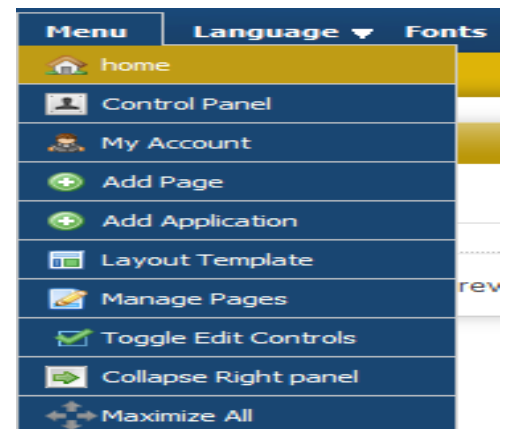 Menu Language Fonts
home
Control Panel
My Account
Add Page
Add Application
Layout Template
rev
Manage Pages
Toggle Edit Controls
Collapse Right panel
Maximize All